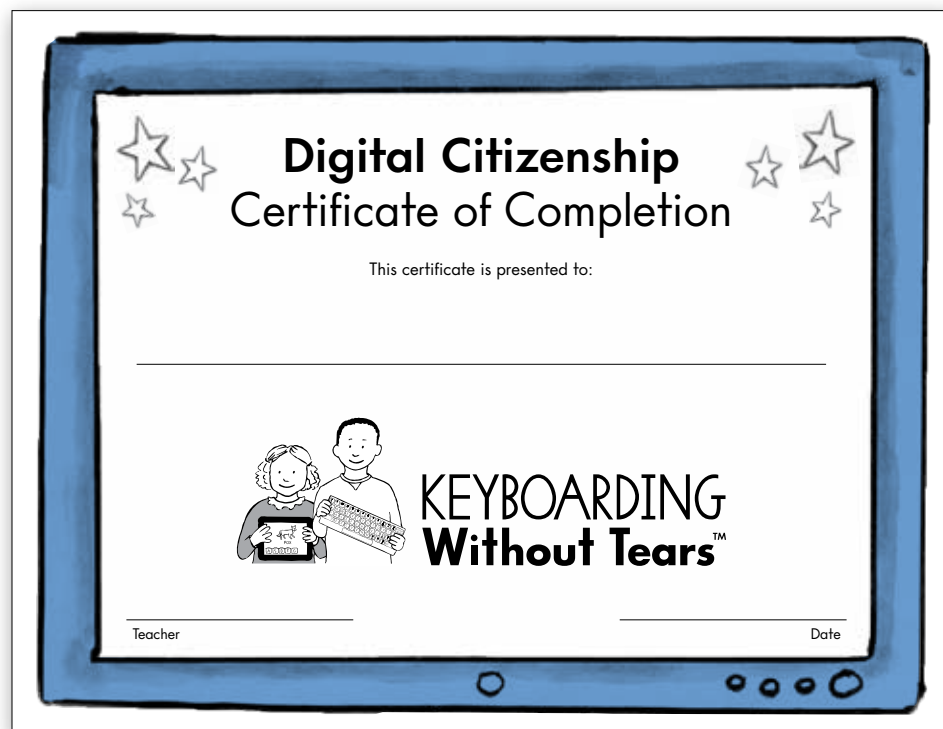 Digital Citizenship
Certificate of Completion
This certificate is presented to:
KEYBOARDING
Without Tears™
Teacher
Date